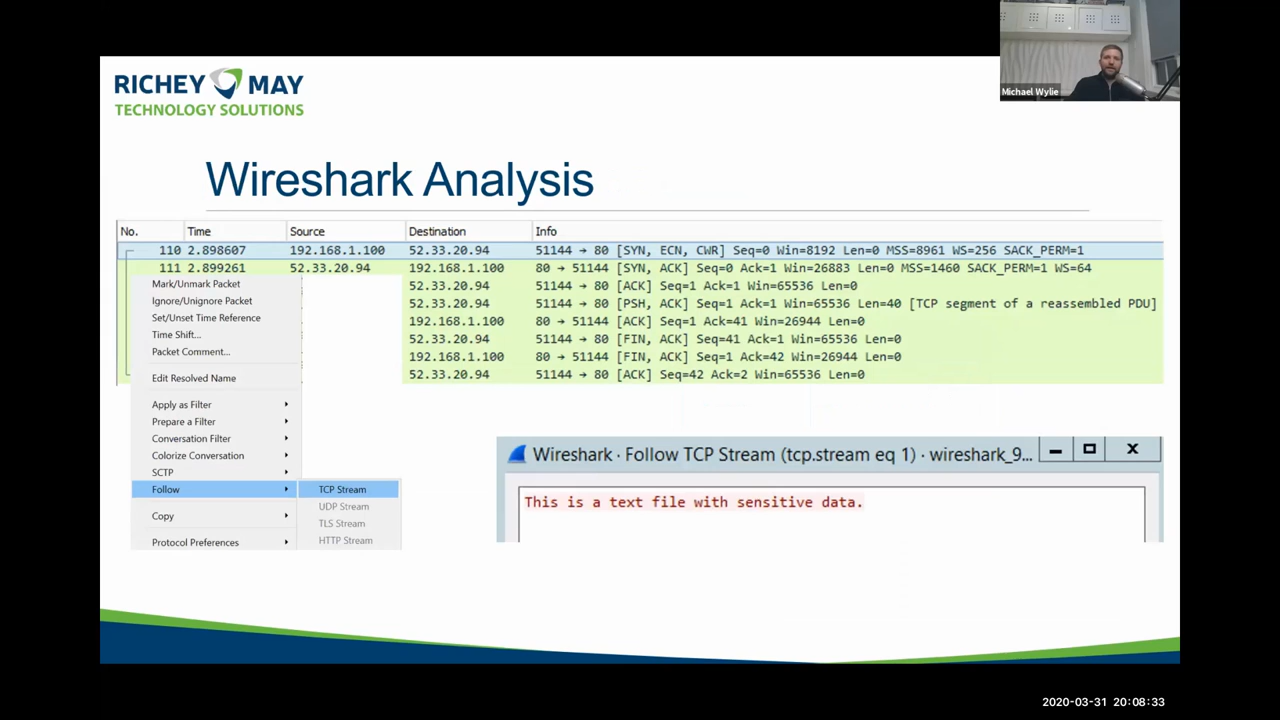 Michael Wylie
RICHEY MAY
TECHNOLOGY SOLUTIONS
Wireshark Analysis
No. Time Source Destination Info
110 2.898607 192.168.1.100 52.33.20.94 51144 → 80 [SYN, ECN, CWR] Seq=0 Win=8192 Len=0 MSS=8961 WS=256 SACK_PERM=1
111 2.899261 52.33.20.94 192.168.1.100 80 → 51144 [SYN, ACK] Seq=0 Ack=1 Win=26883 Len=0 MSS=1460 SACK_PERM=1 WS=64
52.33.20.94 51144 → 80 [ACK] Seq=1 Ack=1 Win=65536 Len=0
52.33.20.94 51144 → 80 [PSH, ACK] Seq=1 Ack=1 Win=65536 Len=40 [TCP segment of a reassembled PDU]
192.168.1.100 80 → 51144 [ACK] Seq=1 Ack=41 Win=26944 Len=0
52.33.20.94 51144 → 80 [FIN, ACK] Seq=41 Ack=1 Win=65536 Len=0
192.168.1.100 80 → 51144 [FIN, ACK] Seq=1 Ack=42 Win=26944 Len=0
52.33.20.94 51144 → 80 [ACK] Seq=42 Ack=2 Win=65536 Len=0
Mark/Unmark Packet
Ignore/Unignore Packet
Set/Unset Time Reference
Time Shift...
Packet Comment...
Edit Resolved Name
Apply as Filter
Prepare a Filter
Conversation Filter
Colorize Conversation
SCTP
Follow
Copy
Protocol Preferences
TCP Stream
UDP Stream
TLS Stream
HTTP Stream
Wireshark · Follow TCP Stream (tcp.stream eq 1) · wireshark_9...
This is a text file with sensitive data.
2020-03-31 20:08:33